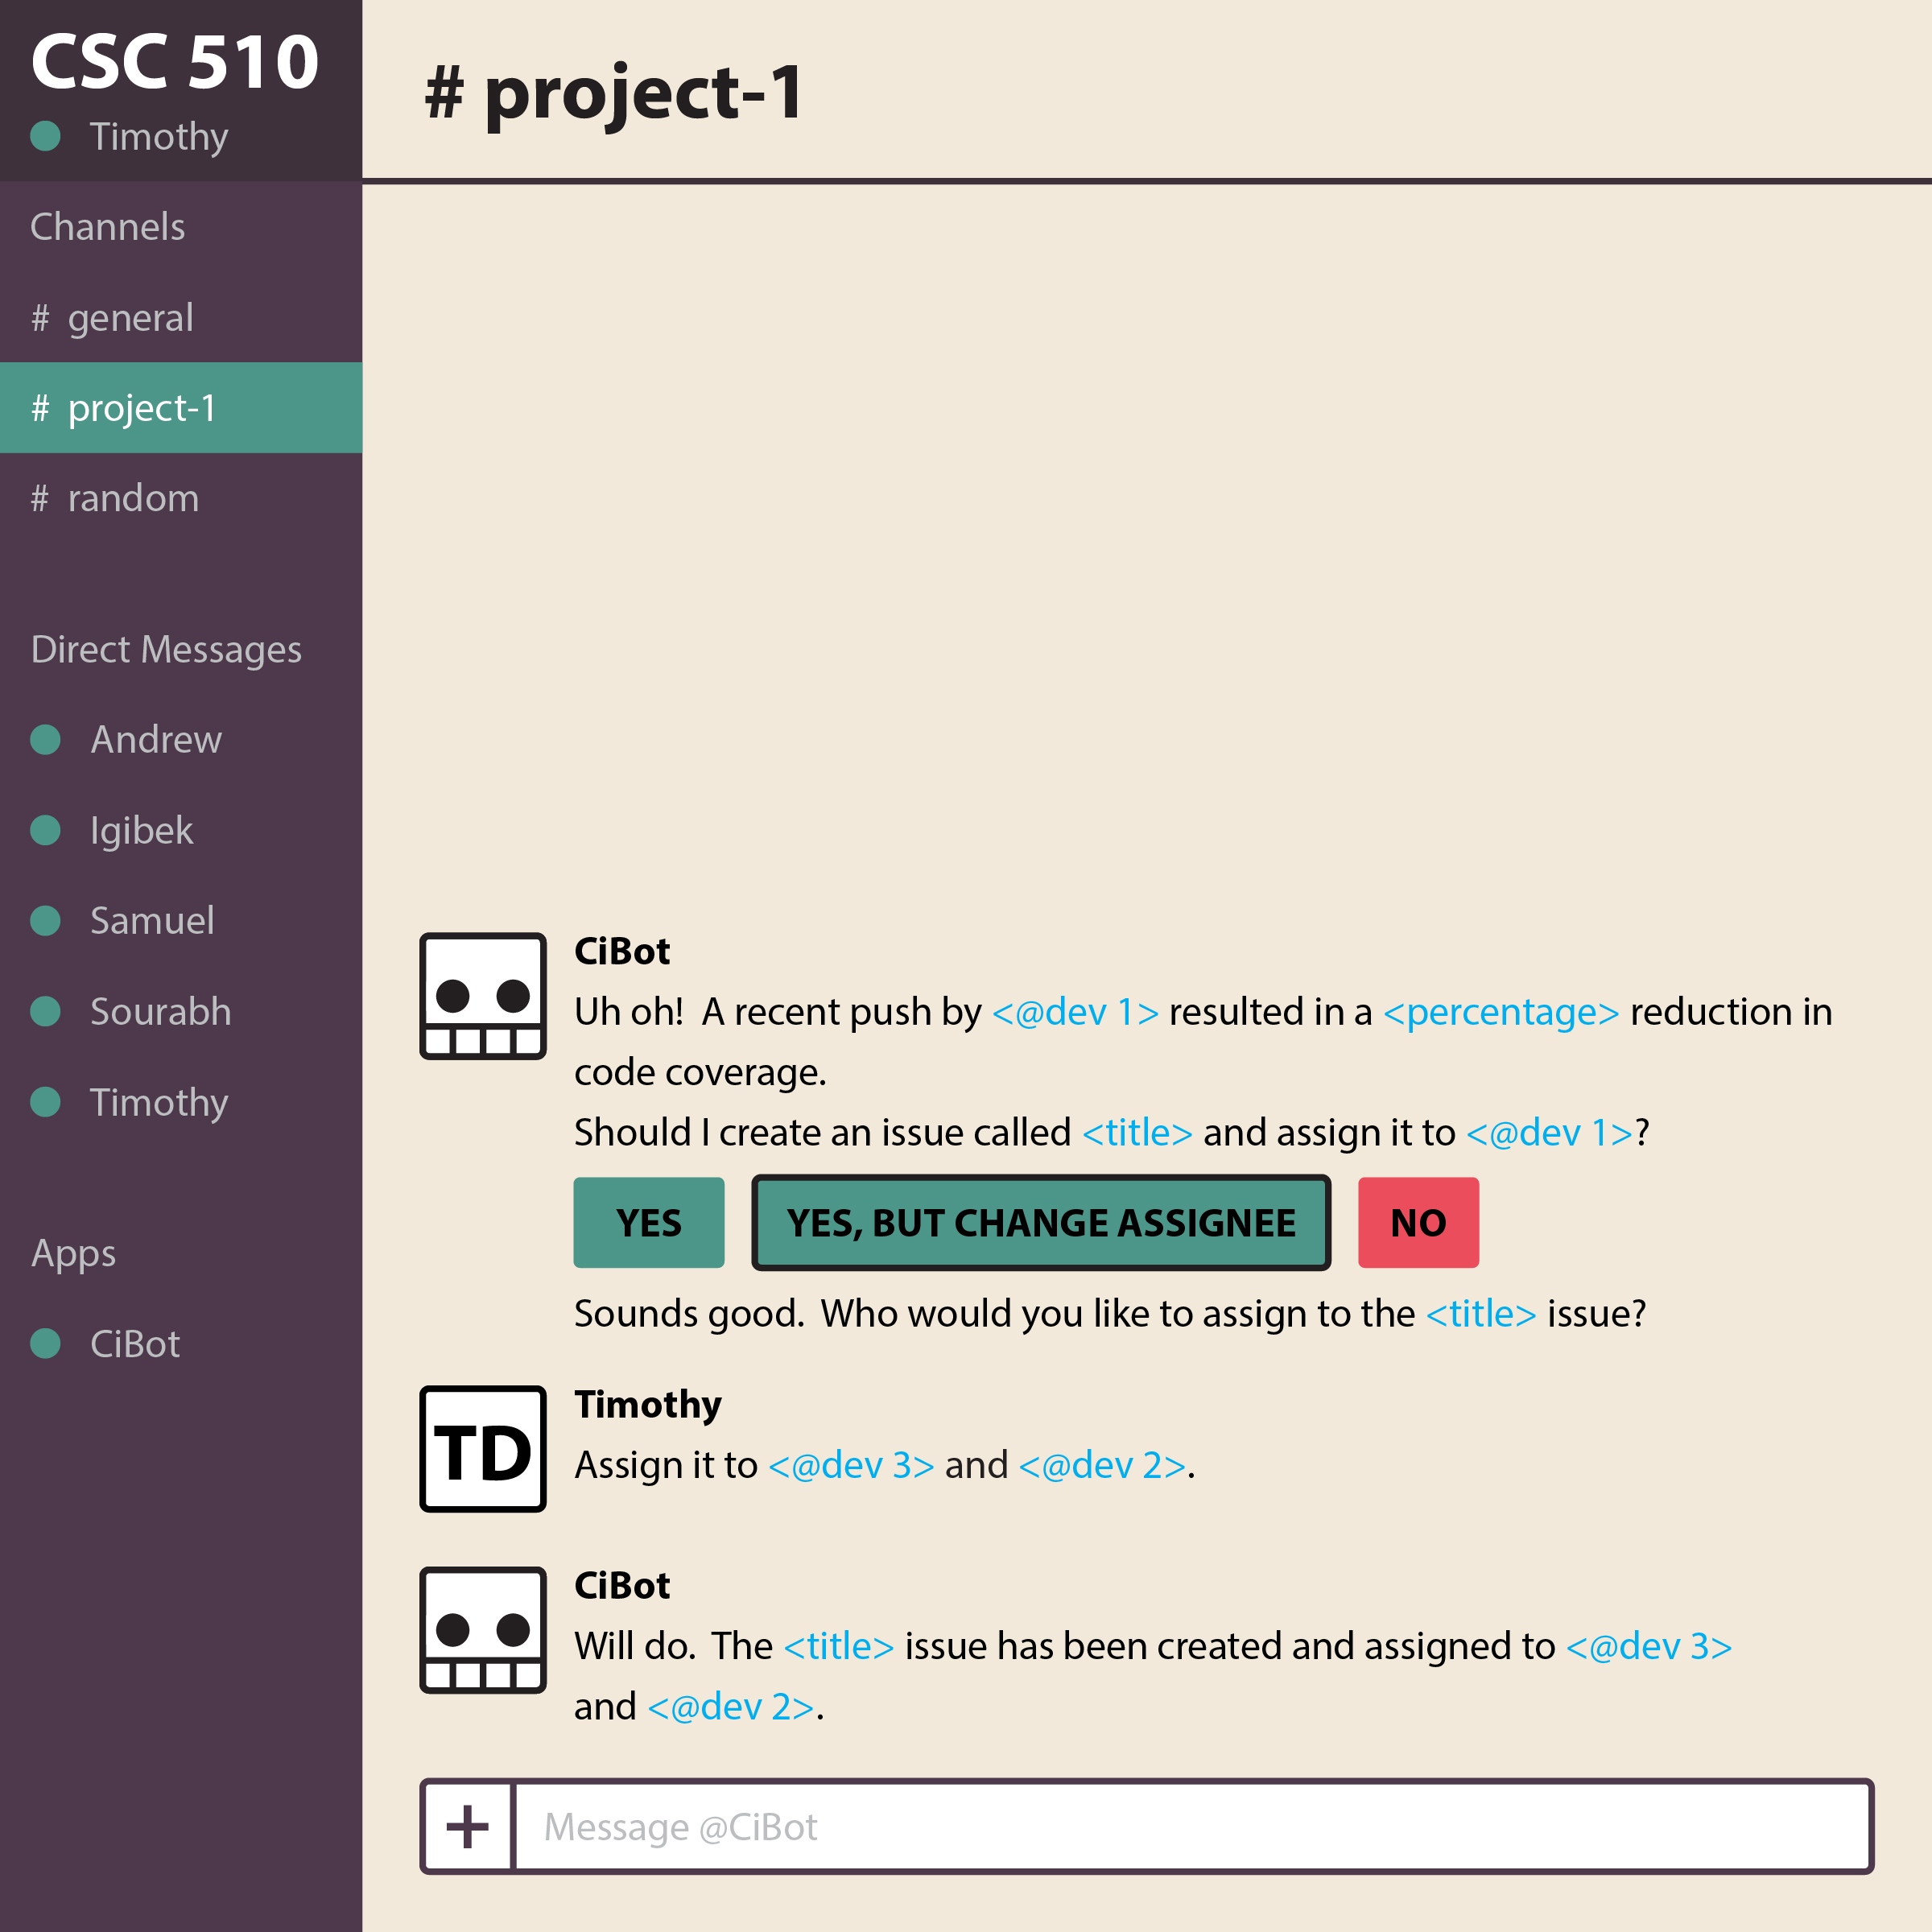 CSC 510
Timothy
Channels
# general
# project-1
# random
Direct Messages
Andrew
Igibek
Samuel
Sourabh
Timothy
Apps
CiBot
# project-1
CiBot
Uh oh!  A recent push by <@dev 1> resulted in a <percentage> reduction in
code coverage.
Should I create an issue called <title> and assign it to <@dev 1>?
YES
YES, BUT CHANGE ASSIGNEE
NO
Sounds good.  Who would you like to assign to the <title> issue?
TD
Timothy
Assign it to <@dev 3> and <@dev 2>.
CiBot
Will do.  The <title> issue has been created and assigned to <@dev 3>
and <@dev 2>.
+
Message @CiBot